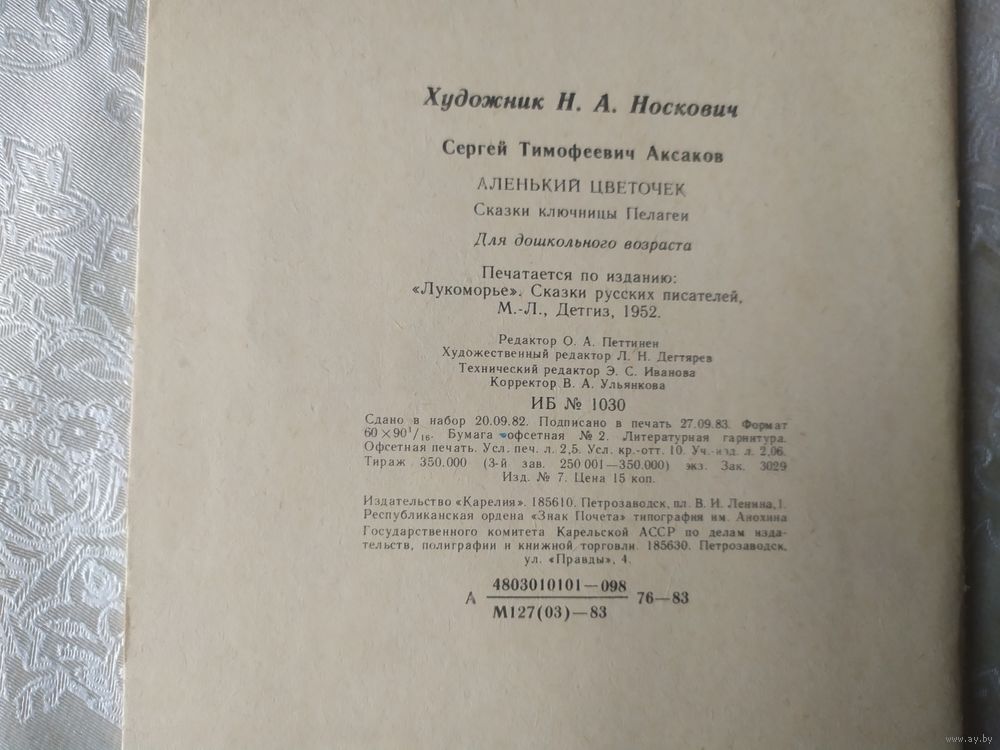 Художник Н. А. Носкович
Сергей Тимофеевич Аксаков
АЛЕНЬКИЙ ЦВЕТОЧЕК
Сказки ключницы Пелагеи
Для дошкольного возраста
Печатается по изданию:
«Лукоморье». Сказки русских писателей,
М.-Л., Детгиз, 1952.
Редактор О. А. Петтинен
Художественный редактор Л. Н. Дегтярев
Технический редактор Э. С. Иванова
Корректор В. А. Ульянкова
ИБ № 1030
Сдано в набор 20.09.82. Подписано в печать 27.09.83. Формат
60×90¹/₁₆. Бумага офсетная № 2. Литературная гарнитура.
Офсетная печать. Усл. печ. л. 2,5. Усл. кр.-отт. 10. Уч.-изд. л. 2,06.
Тираж 350.000 (3-й зав. 250 001—350.000) экз. Зак. 3029
Изд. № 7. Цена 15 коп.
Издательство «Карелия». 185610. Петрозаводск, пл. В. И. Ленина, 1.
Республиканская ордена «Знак Почета» типография им. Анохина
Государственного комитета Карельской АССР по делам изда-
тельств, полиграфии и книжной торговли. 185630. Петрозаводск,
ул. «Правды», 4.
А 4803010101—098 76—83
М127(03)—83
www.ay.by